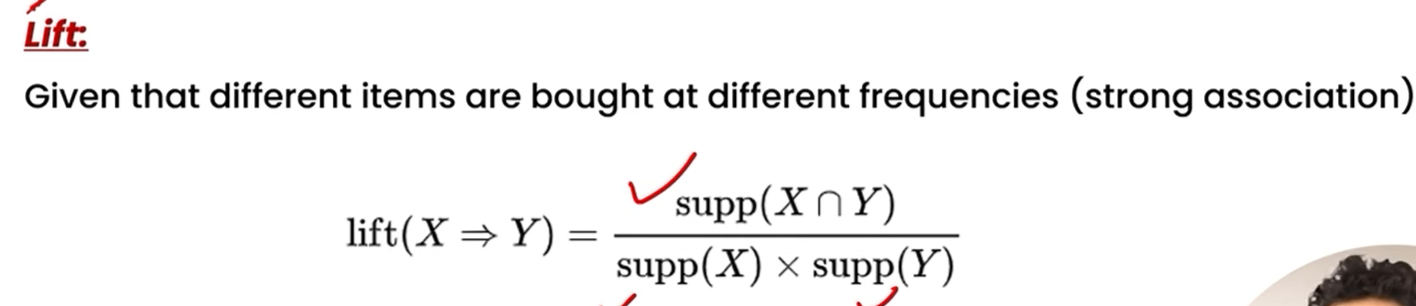 Lift:
Given that different items are bought at different frequencies (strong association)
lift(X ⇒ Y) = supp(X ∩ Y) / supp(X) × supp(Y)